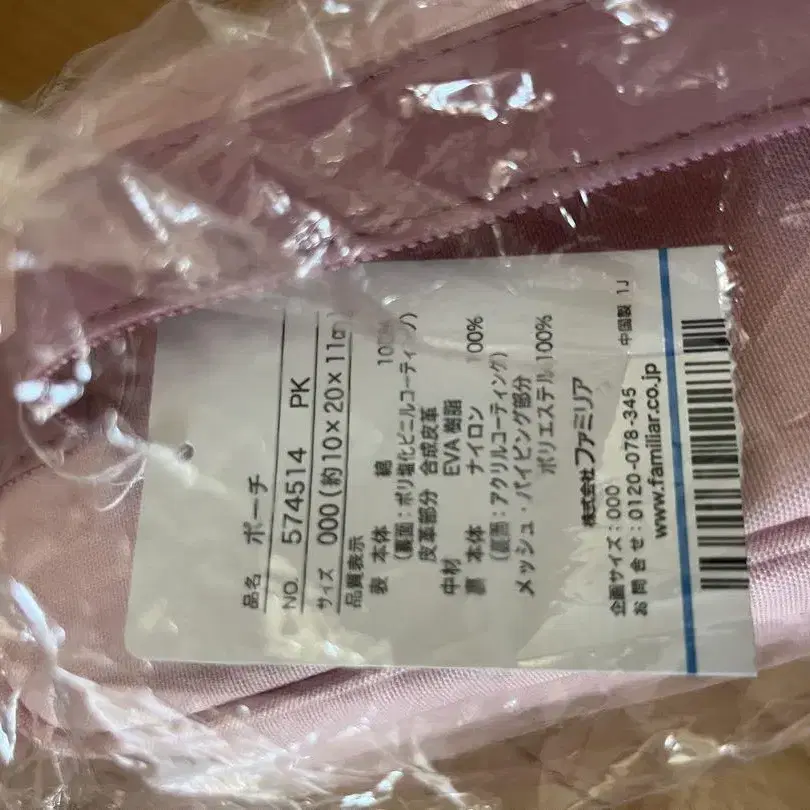 品名 ポーチ
NO. 574514 PK
サイズ 000(約10×20×11㎝)
品質表示
表 本体 綿 100%
(裏面:ポリ塩化ビニルコーティング)
皮革部分 合成皮革
中材 EVA樹脂
裏 本体 ナイロン 100%
(裏面:アクリルコーティング)
メッシュ・パイピング部分
ポリエステル 100%
株式会社ファミリア
企画サイズ:000 中国製 1J
お問合せ:0120-078-345
www.familiar.co.jp